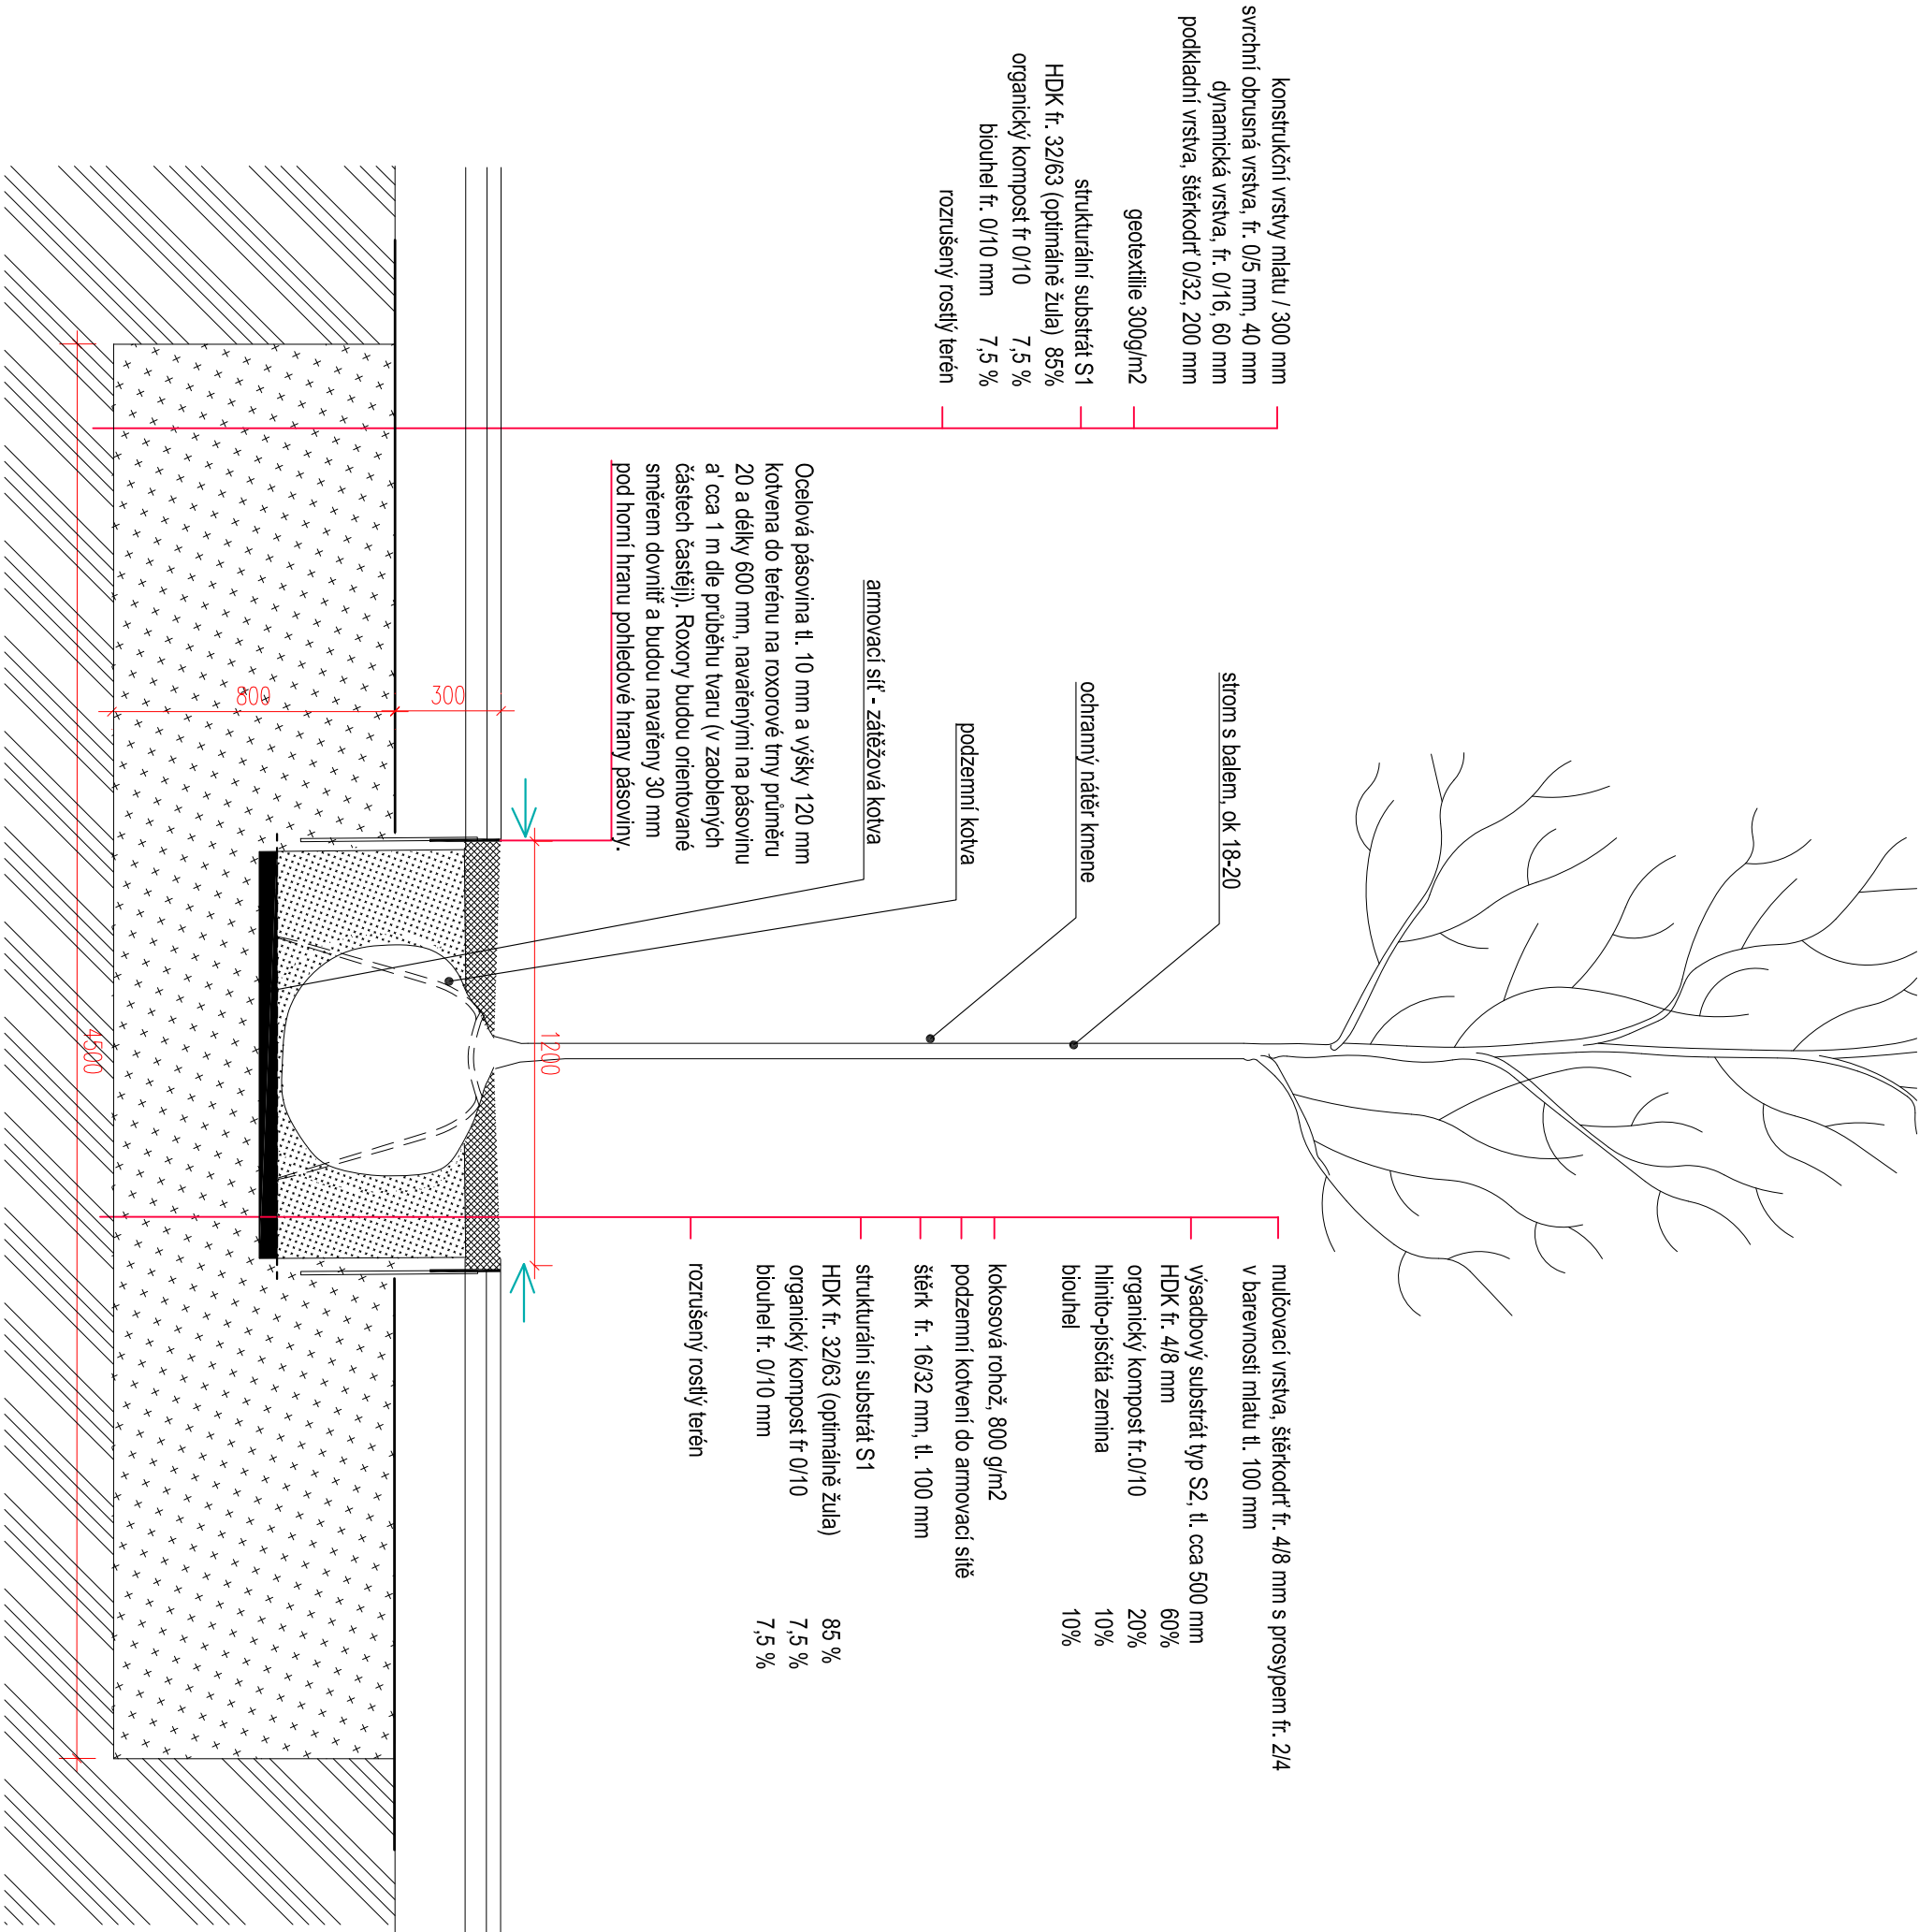 konstrukční vrstvy mlatu / 300 mm
svrchní obrusná vrstva, fr. 0/5 mm, 40 mm
dynamická vrstva, fr. 0/16, 60 mm
podkladní vrstva, štěrkodrť 0/32, 200 mm
geotextilie 300g/m2
strukturální substrát S1
HDK fr. 32/63 (optimálně žula) 85%
organický kompost fr 0/10 7,5 %
biouhel fr. 0/10 mm 7,5 %
rozrušený rostlý terén
strom s balem, ok 18-20
ochranný nátěr kmene
podzemní kotva
armovací síť - zátěžová kotva
Ocelová pásovina tl. 10 mm a výšky 120 mm
kotvena do terénu na roxorové trny průměru
20 a délky 600 mm, navařenými na pásovinu
a' cca 1 m dle průběhu tvaru (v zaoblených
částech častěji). Roxory budou orientované
směrem dovnitř a budou navařeny 30 mm
pod horní hranu pohledové hrany pásoviny.
mulčovací vrstva, štěrkodrť fr. 4/8 mm s prosypem fr. 2/4
v barevnosti mlatu tl. 100 mm
výsadbový substrát typ S2, tl. cca 500 mm
HDK fr. 4/8 mm 60%
organický kompost fr.0/10 20%
hlinito-písčitá zemina 10%
biouhel 10%
kokosová rohož, 800 g/m2
podzemní kotvení do armovací sítě
štěrk fr. 16/32 mm, tl. 100 mm
strukturální substrát S1
HDK fr. 32/63 (optimálně žula) 85 %
organický kompost fr 0/10 7,5 %
biouhel fr. 0/10 mm 7,5 %
rozrušený rostlý terén
1200
300
800
4500